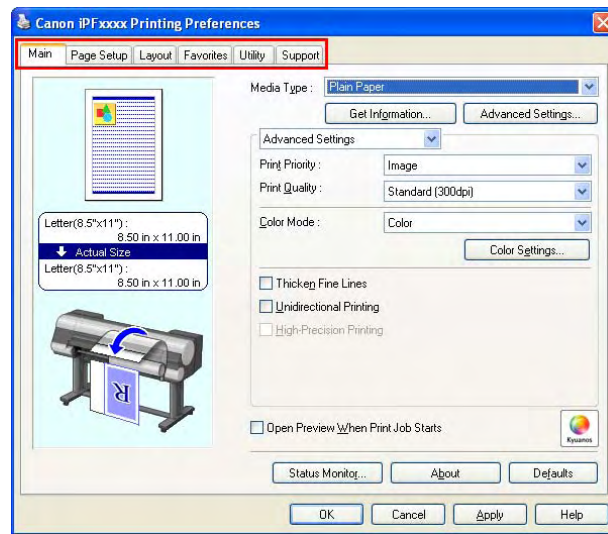 Canon iPFxxxx Printing Preferences
Main Page Setup Layout Favorites Utility Support
Media Type : Plain Paper
Get Information... Advanced Settings...
Advanced Settings
Print Priority : Image
Print Quality : Standard (300dpi)
Letter(8.5"x11") :
8.50 in x 11.00 in
Actual Size
Letter(8.5"x11") :
8.50 in x 11.00 in
Color Mode : Color
Color Settings...
Thicken Fine Lines
Unidirectional Printing
High-Precision Printing
R
Open Preview When Print Job Starts
Kyuanos
Status Monitor... About Defaults
OK Cancel Apply Help